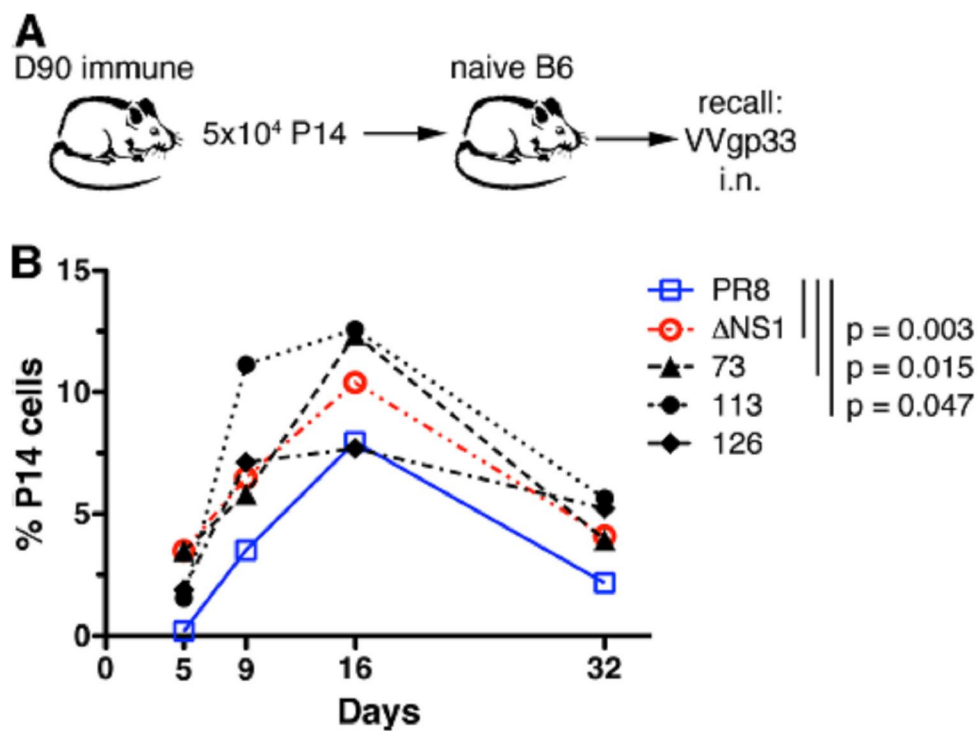 A
D90 immune
naive B6
5x10⁴ P14
recall:
VVgp33
i.n.
B
% P14 cells
15
10
5
0
0 5 9 16 32
Days
PR8
ΔNS1
73
113
126
p = 0.003
p = 0.015
p = 0.047